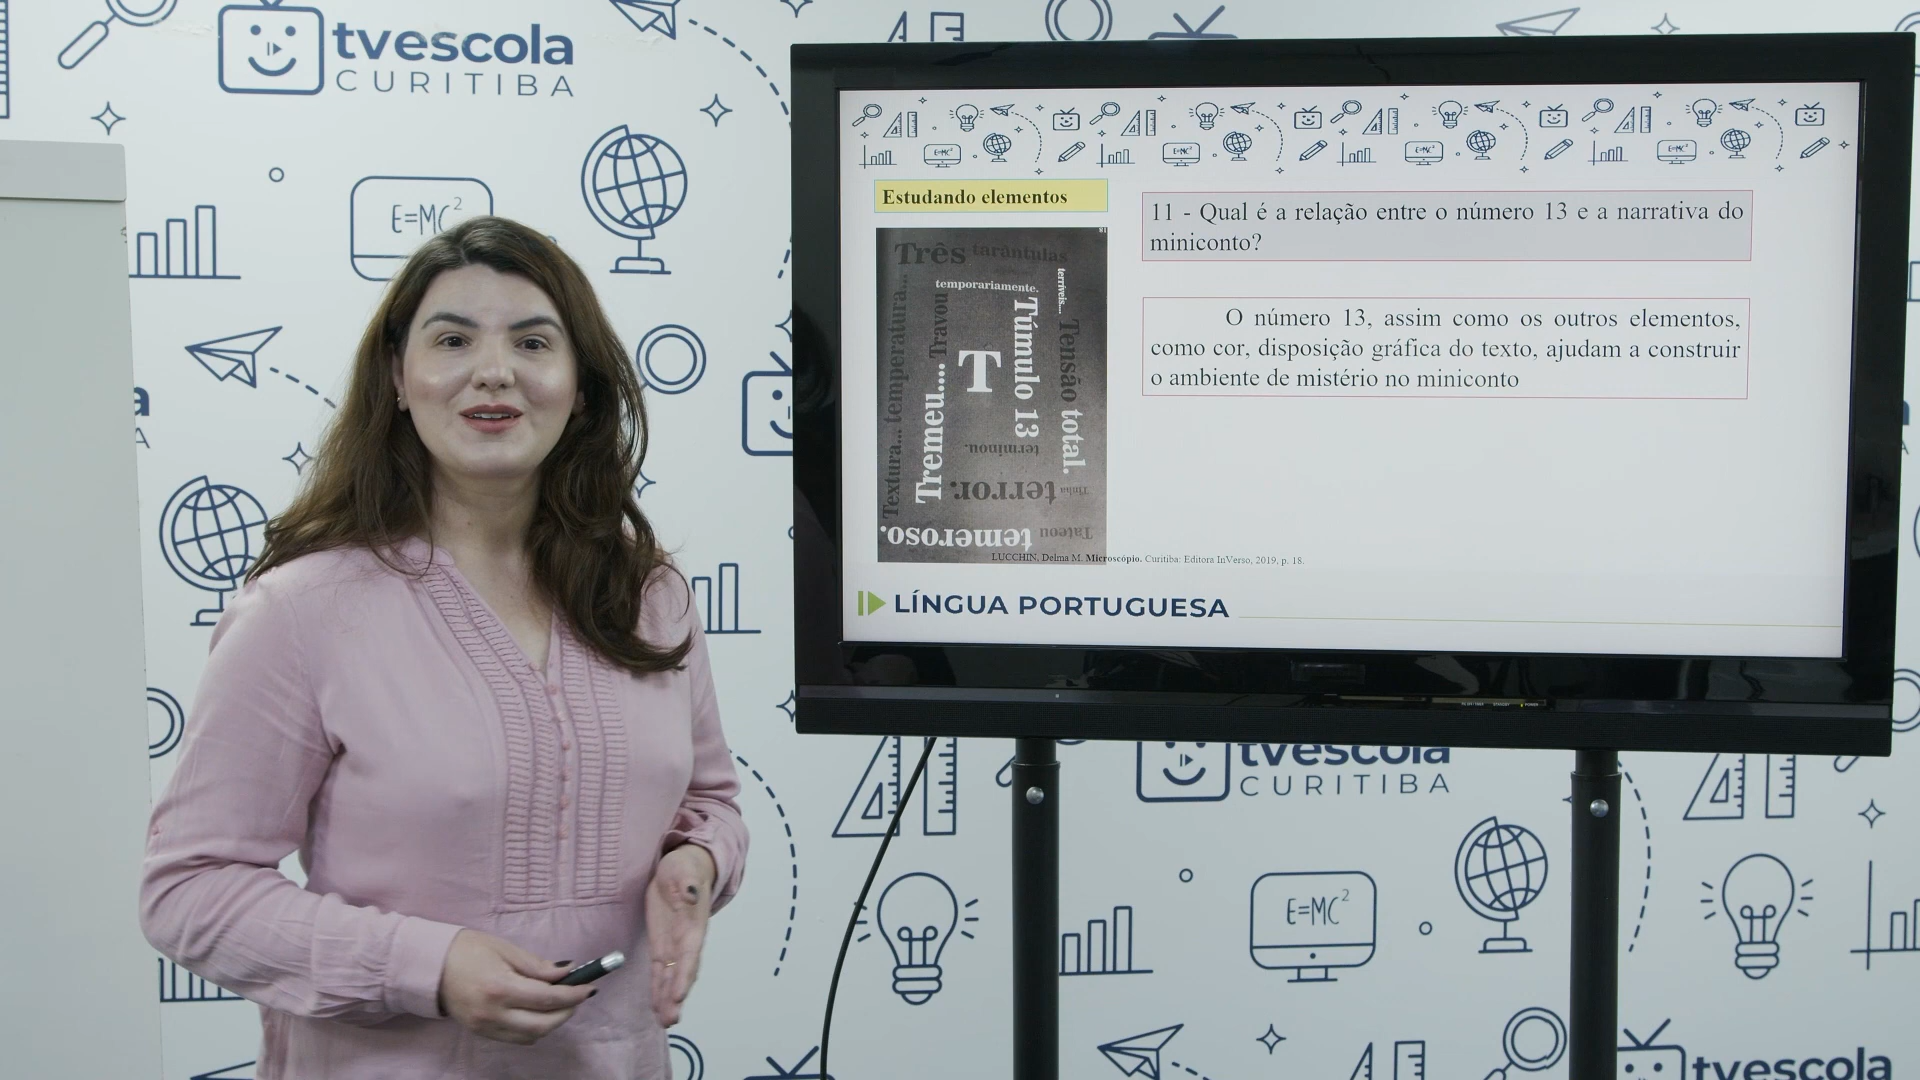 tvescola
CURITIBA
E=MC²
Estudando elementos
11 - Qual é a relação entre o número 13 e a narrativa do
miniconto?
O número 13, assim como os outros elementos,
como cor, disposição gráfica do texto, ajudam a construir
o ambiente de mistério no miniconto
Três tarântulas
terríveis...
Tensão total.
Tinha
terror.
Tateou
temeroso.
Textura... temperatura...
Tremeu.... Travou
temporariamente.
Túmulo 13
terminou.
T
LUCCHIN, Delma M. Microscópio. Curitiba: Editora InVerso, 2019, p. 18.
LÍNGUA PORTUGUESA
tvescola
CURITIBA
E=MC²
tvescola